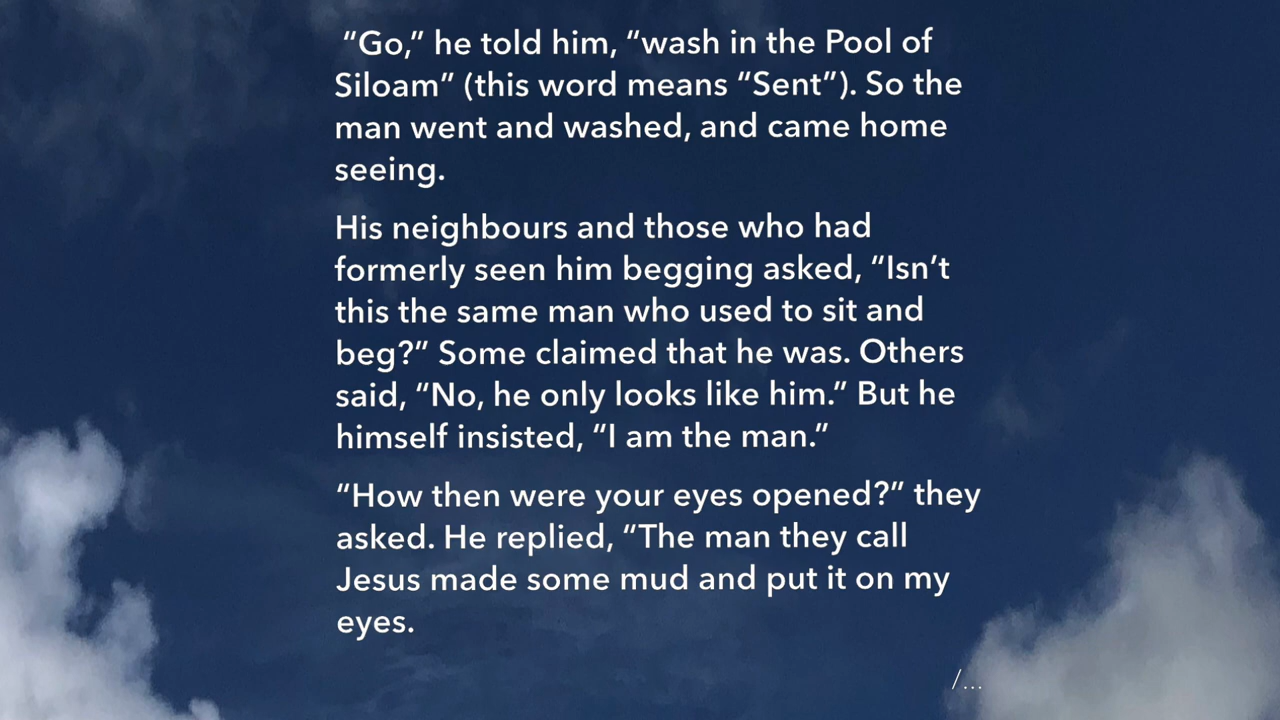 “Go,” he told him, “wash in the Pool of
Siloam” (this word means “Sent”). So the
man went and washed, and came home
seeing.
His neighbours and those who had
formerly seen him begging asked, “Isn’t
this the same man who used to sit and
beg?” Some claimed that he was. Others
said, “No, he only looks like him.” But he
himself insisted, “I am the man.”
“How then were your eyes opened?” they
asked. He replied, “The man they call
Jesus made some mud and put it on my
eyes.
/...